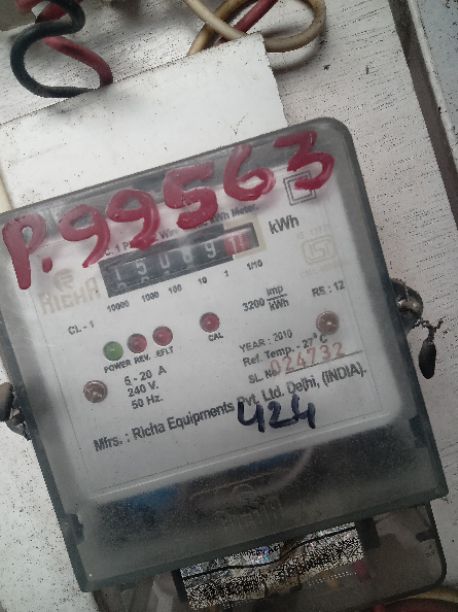 P.99563
kWh
RICHA
15089
CL - 1
10000 1000 100 10 1 1/10
3200 imp/kWh
RS : 12
POWER REV. E/LT CAL
5 - 20 A
240 V.
50 Hz.
YEAR : 2010
Ref. Temp. - 27°C
SL. No. 024732
Mfrs. : Richa Equipments Pvt. Ltd. Delhi, (INDIA).
424